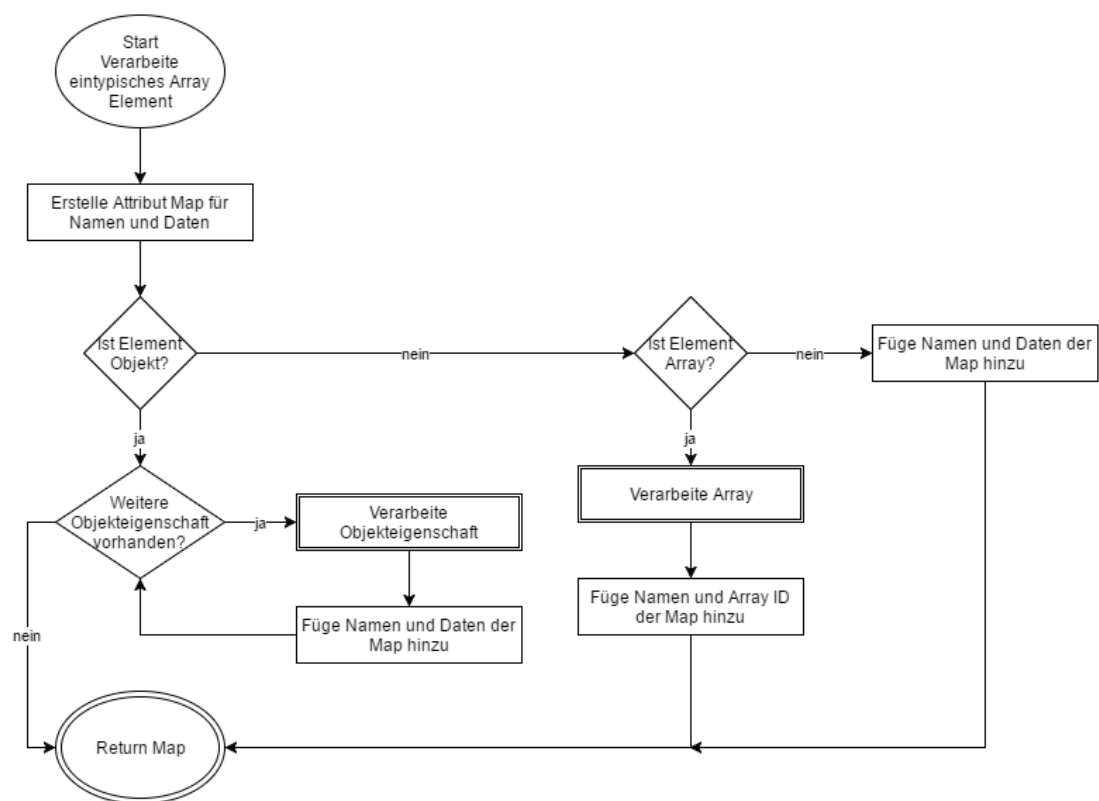 Start
Verarbeite
eintypisches Array
Element
Erstelle Attribut Map für
Namen und Daten
Ist Element
Objekt?
nein
Ist Element
Array?
nein
Füge Namen und Daten der
Map hinzu
ja
ja
Weitere
Objekteigenschaft
vorhanden?
ja
Verarbeite
Objekteigenschaft
Verarbeite Array
Füge Namen und Daten der
Map hinzu
Füge Namen und Array ID
der Map hinzu
nein
Return Map